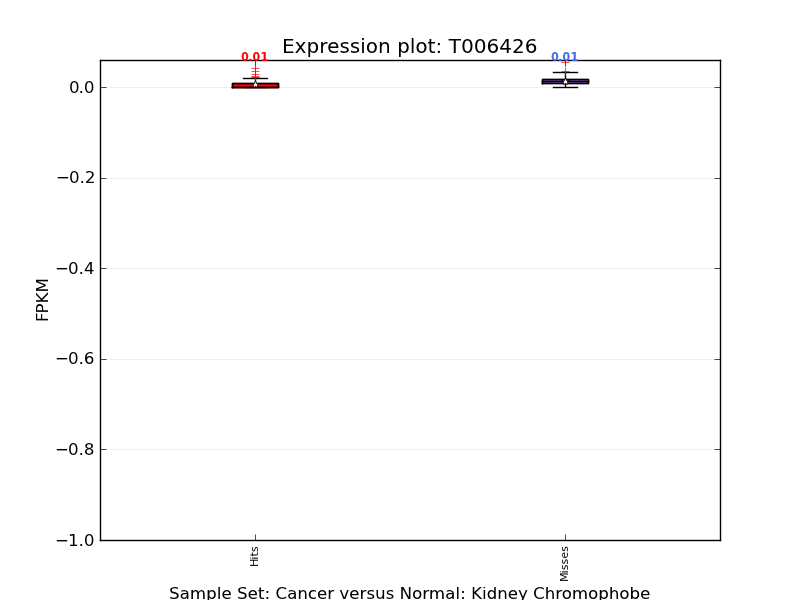 Expression plot: T006426
0.01
0.01
0.0
−0.2
−0.4
−0.6
−0.8
−1.0
FPKM
Hits
Misses
Sample Set: Cancer versus Normal: Kidney Chromophobe